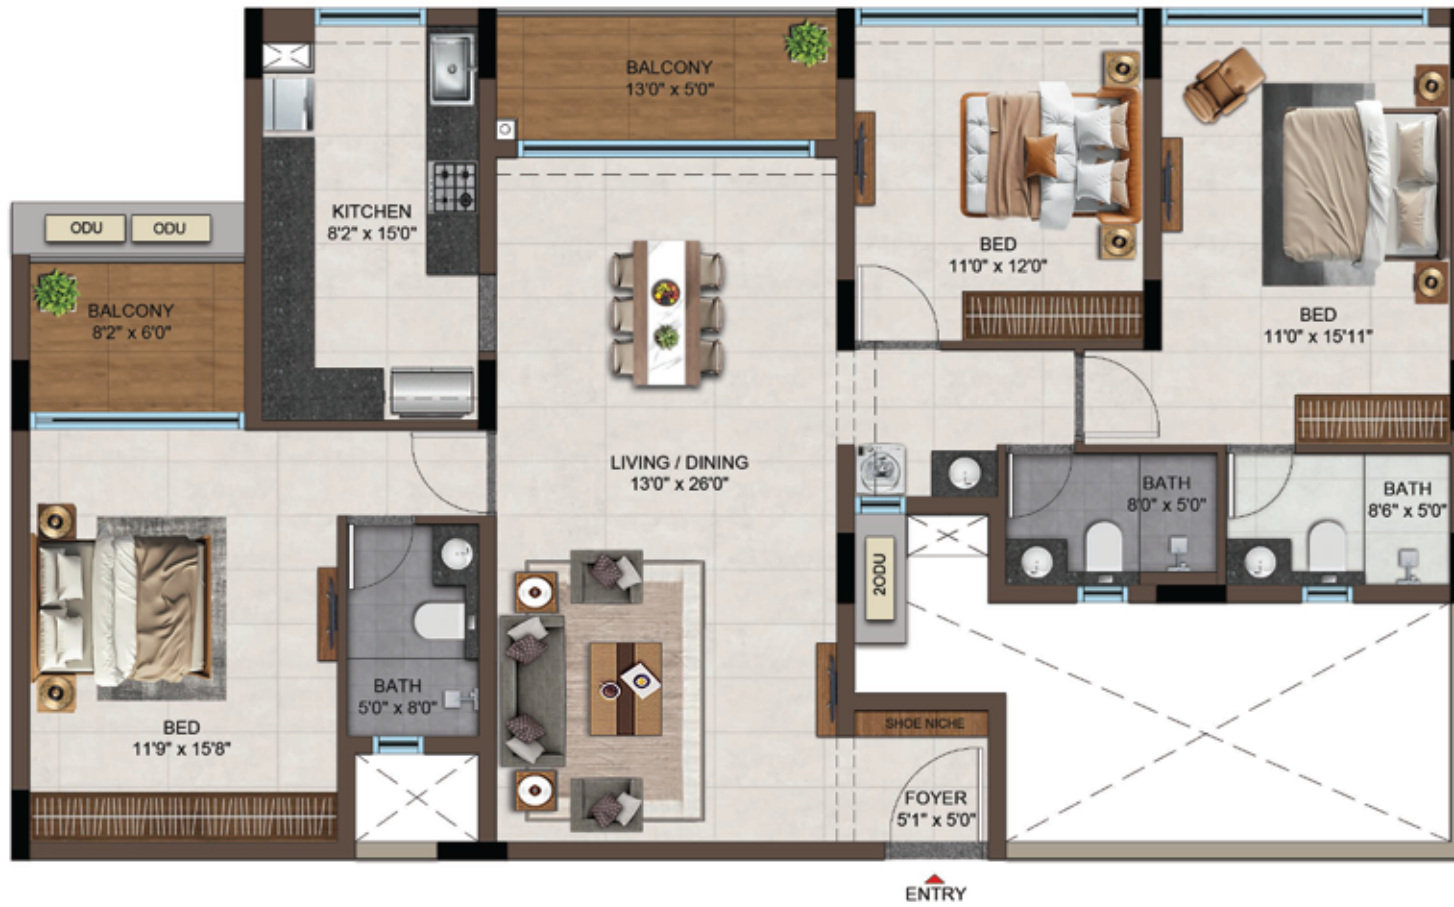 BALCONY
13'0" x 5'0"
KITCHEN
8'2" x 15'0"
ODU
ODU
BED
11'0" x 12'0"
BALCONY
8'2" x 6'0"
BED
11'0" x 15'11"
LIVING / DINING
13'0" x 26'0"
BATH
8'0" x 5'0"
BATH
8'6" x 5'0"
2ODU
BATH
5'0" x 8'0"
BED
11'9" x 15'8"
SHOE NICHE
FOYER
5'1" x 5'0"
ENTRY